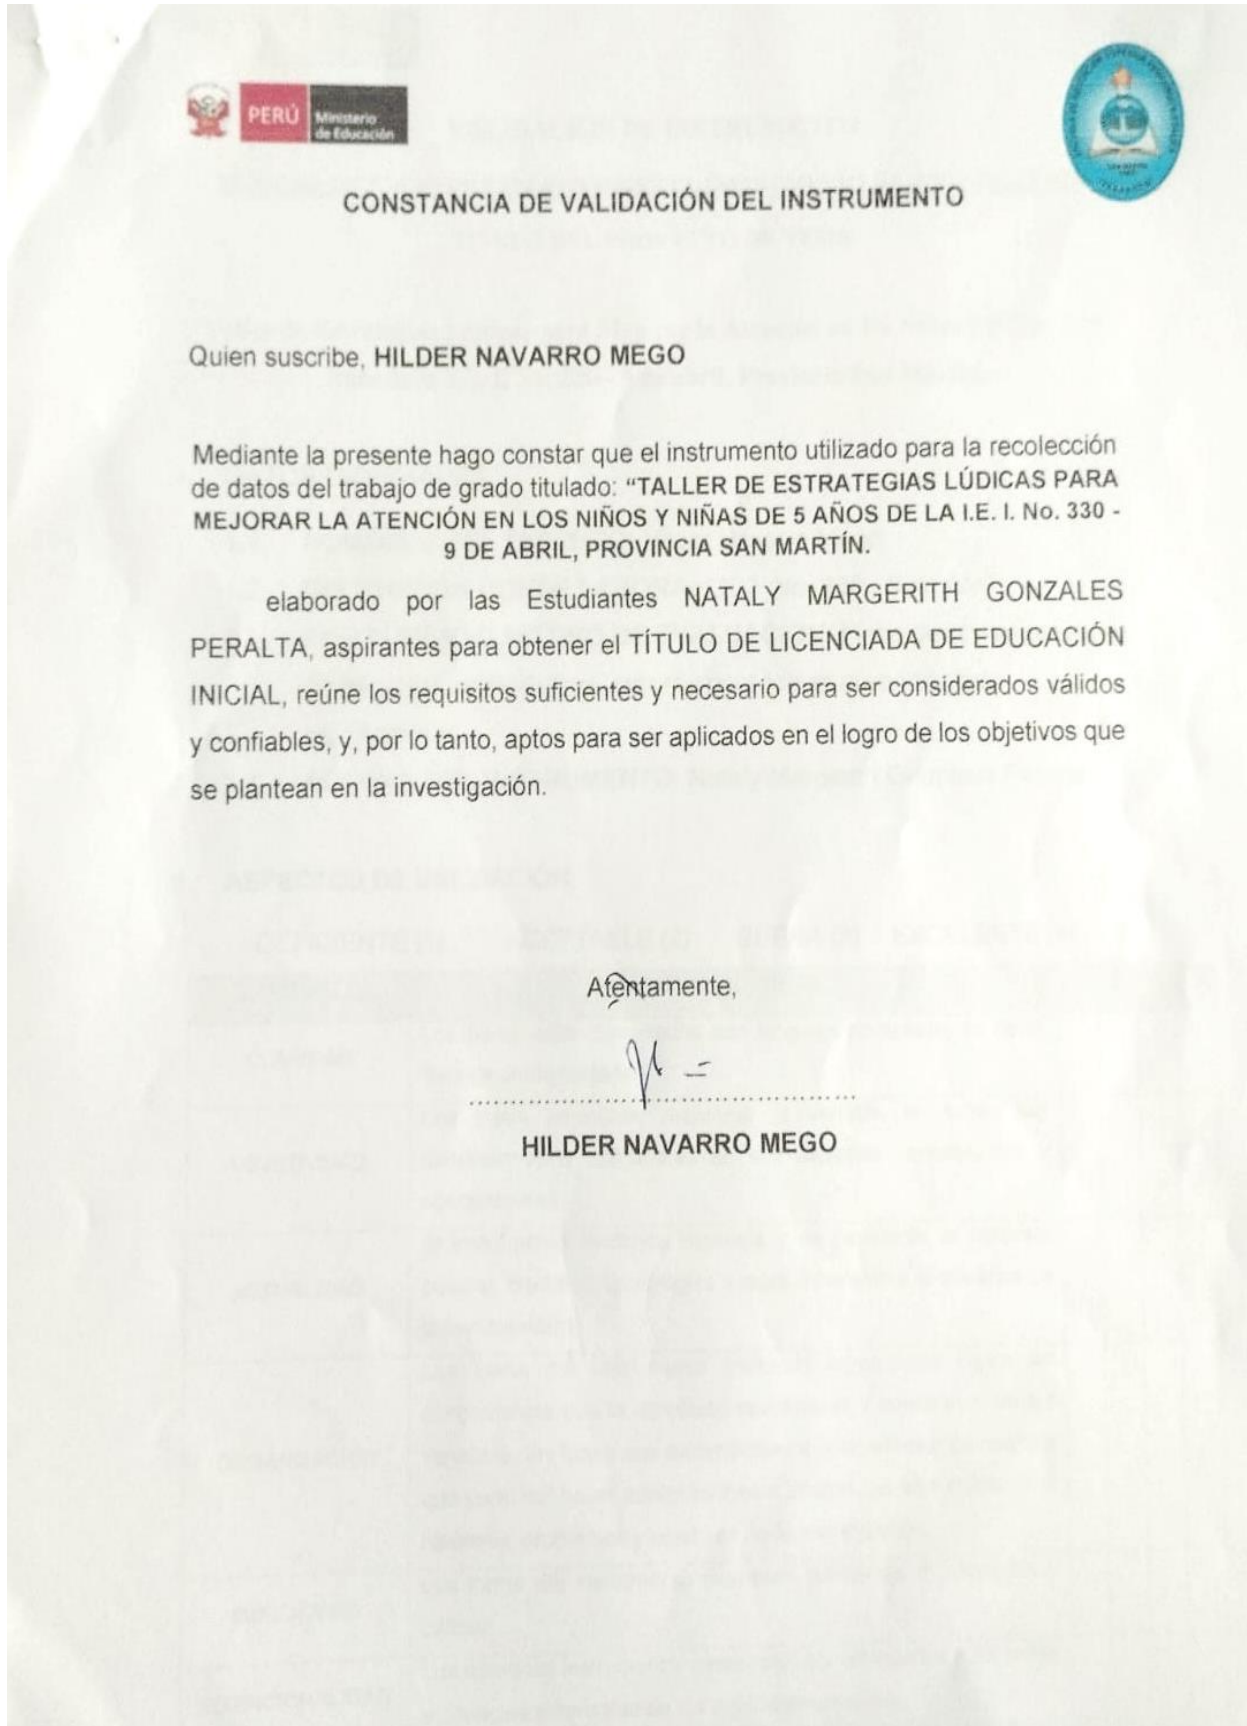 PERÚ
Ministerio
de Educación
CONSTANCIA DE VALIDACIÓN DEL INSTRUMENTO
Quien suscribe, HILDER NAVARRO MEGO
Mediante la presente hago constar que el instrumento utilizado para la recolección
de datos del trabajo de grado titulado: “TALLER DE ESTRATEGIAS LÚDICAS PARA
MEJORAR LA ATENCIÓN EN LOS NIÑOS Y NIÑAS DE 5 AÑOS DE LA I.E. I. No. 330 -
9 DE ABRIL, PROVINCIA SAN MARTÍN.
elaborado por las Estudiantes NATALY MARGERITH GONZALES
PERALTA, aspirantes para obtener el TÍTULO DE LICENCIADA DE EDUCACIÓN
INICIAL, reúne los requisitos suficientes y necesario para ser considerados válidos
y confiables, y, por lo tanto, aptos para ser aplicados en el logro de los objetivos que
se plantean en la investigación.
Atentamente,
HILDER NAVARRO MEGO